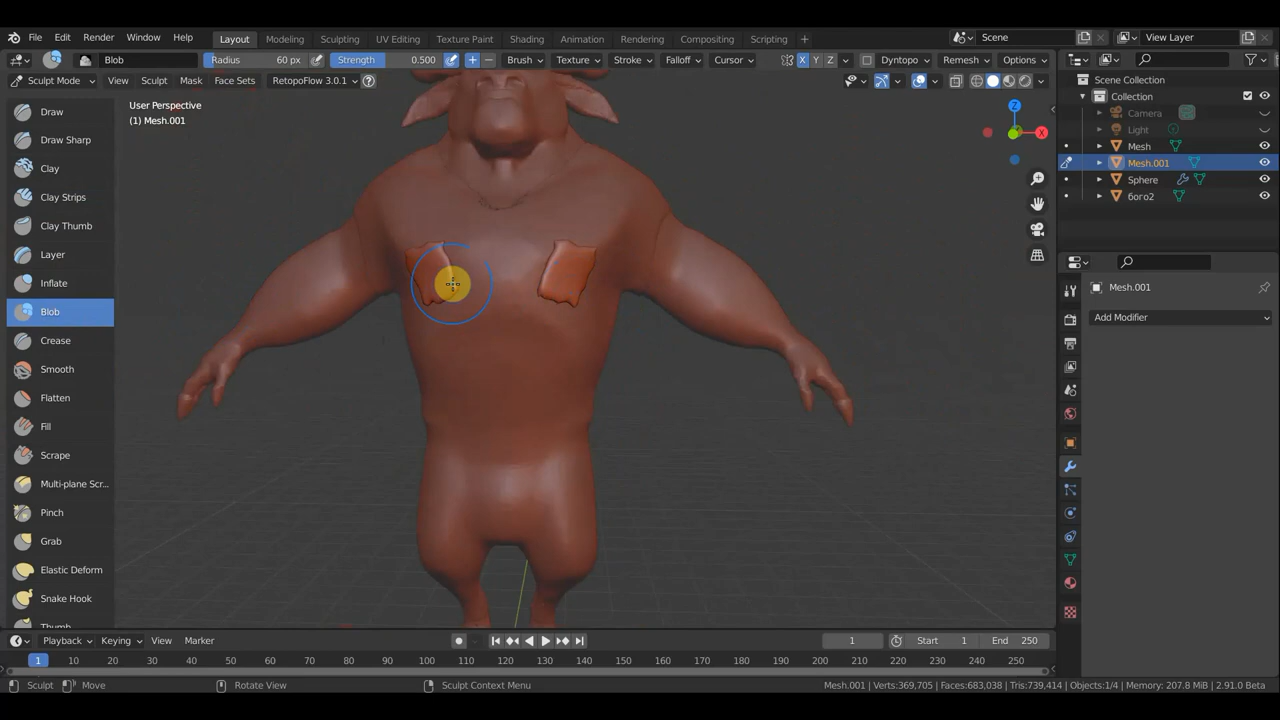 File Edit Render Window Help Layout Modeling Sculpting UV Editing Texture Paint Shading Animation Rendering Compositing Scripting + Scene View Layer
Blob Radius 60 px Strength 0.500 + − Brush Texture Stroke Falloff Cursor X Y Z Dyntopo Remesh Options
Sculpt Mode View Sculpt Mask Face Sets RetopoFlow 3.0.1 ?
Scene Collection
Collection
Camera
Light
Mesh
Mesh.001
Sphere
бого2
User Perspective
(1) Mesh.001
Z
X
Draw
Draw Sharp
Clay
Clay Strips
Clay Thumb
Layer
Inflate
Blob
Crease
Smooth
Flatten
Fill
Scrape
Multi-plane Scr...
Pinch
Grab
Elastic Deform
Snake Hook
Thumb
Mesh.001
Add Modifier
Playback Keying View Marker 1 Start 1 End 250
1 10 20 30 40 50 60 70 80 90 100 110 120 130 140 150 160 170 180 190 200 210 220 230 240 250
Sculpt Move Rotate View Sculpt Context Menu Mesh.001 | Verts:369,705 | Faces:683,038 | Tris:739,414 | Objects:1/4 | Memory: 207.8 MiB | 2.91.0 Beta